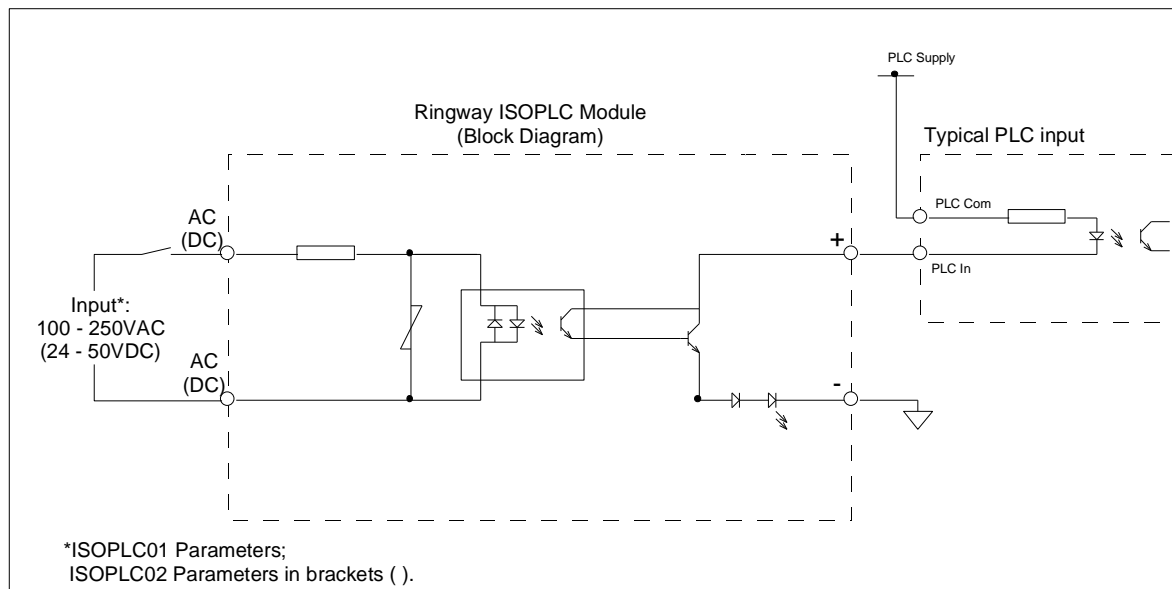 PLC Supply
Ringway ISOPLC Module
(Block Diagram)
Typical PLC input
AC
(DC)
PLC Com
+
PLC In
Input*:
100 - 250VAC
(24 - 50VDC)
AC
(DC)
-
*ISOPLC01 Parameters;
ISOPLC02 Parameters in brackets ( ).